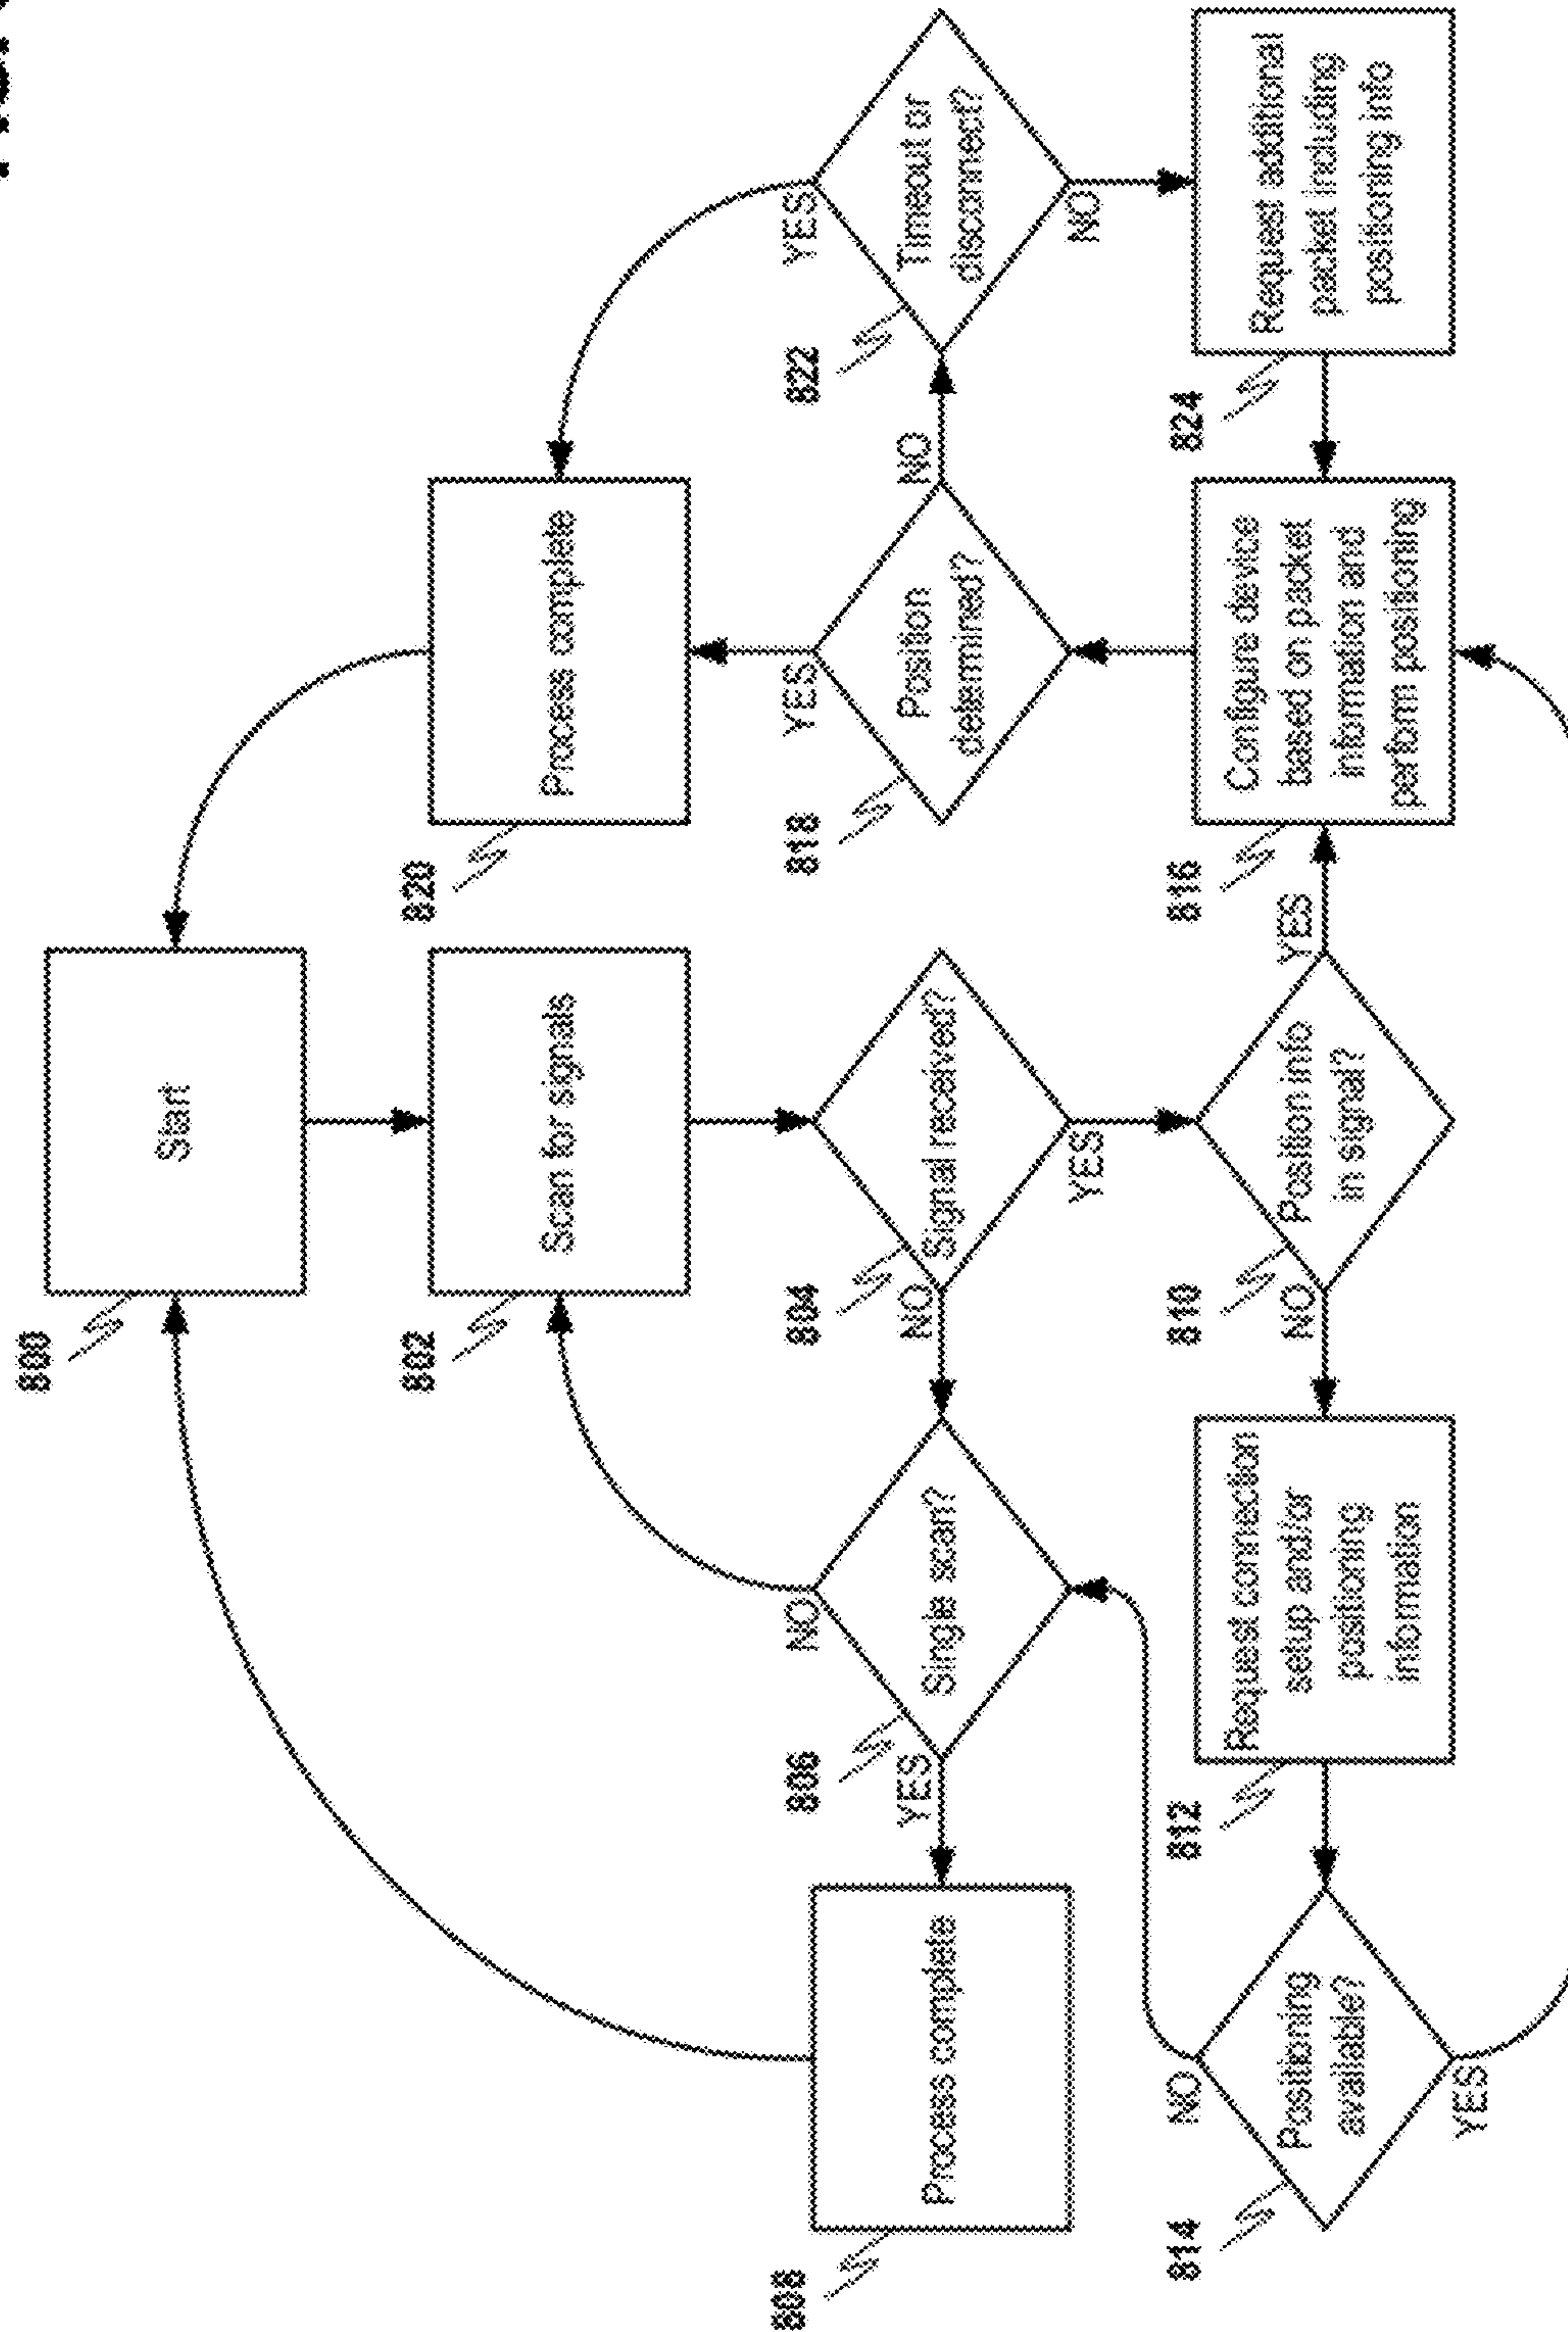 800
Start
802
Scan for signals
804
Signal received?
NO
YES
806
Single scan?
NO
YES
808
Process complete
810
Position info
in signal?
NO
YES
812
Request connection
setup and/or
positioning
information
814
Positioning
available?
NO
YES
816
Configure device
based on packet
information and
perform positioning
818
Position
determined?
YES
NO
820
Process complete
822
Timeout or
disconnect?
YES
NO
824
Request additional
packet including
positioning info